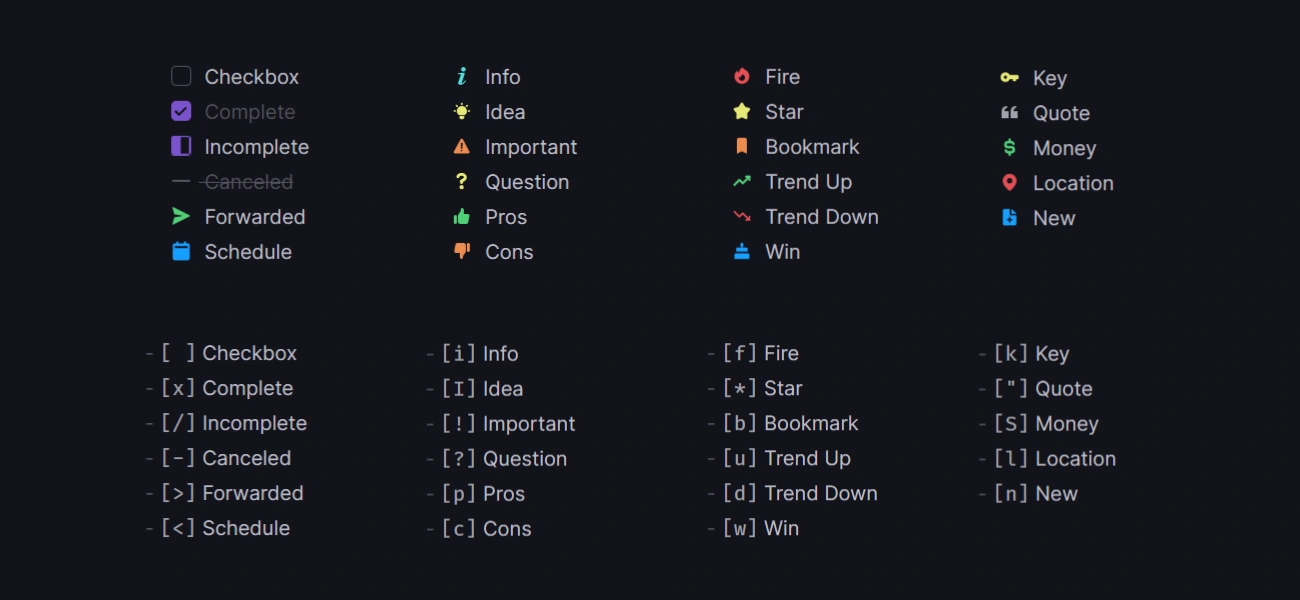 Checkbox
Complete
Incomplete
Canceled
Forwarded
Schedule
Info
Idea
Important
Question
Pros
Cons
Fire
Star
Bookmark
Trend Up
Trend Down
Win
Key
Quote
Money
Location
New
- [ ] Checkbox
- [x] Complete
- [/] Incomplete
- [-] Canceled
- [>] Forwarded
- [<] Schedule
- [i] Info
- [I] Idea
- [!] Important
- [?] Question
- [p] Pros
- [c] Cons
- [f] Fire
- [*] Star
- [b] Bookmark
- [u] Trend Up
- [d] Trend Down
- [w] Win
- [k] Key
- ["] Quote
- [S] Money
- [l] Location
- [n] New